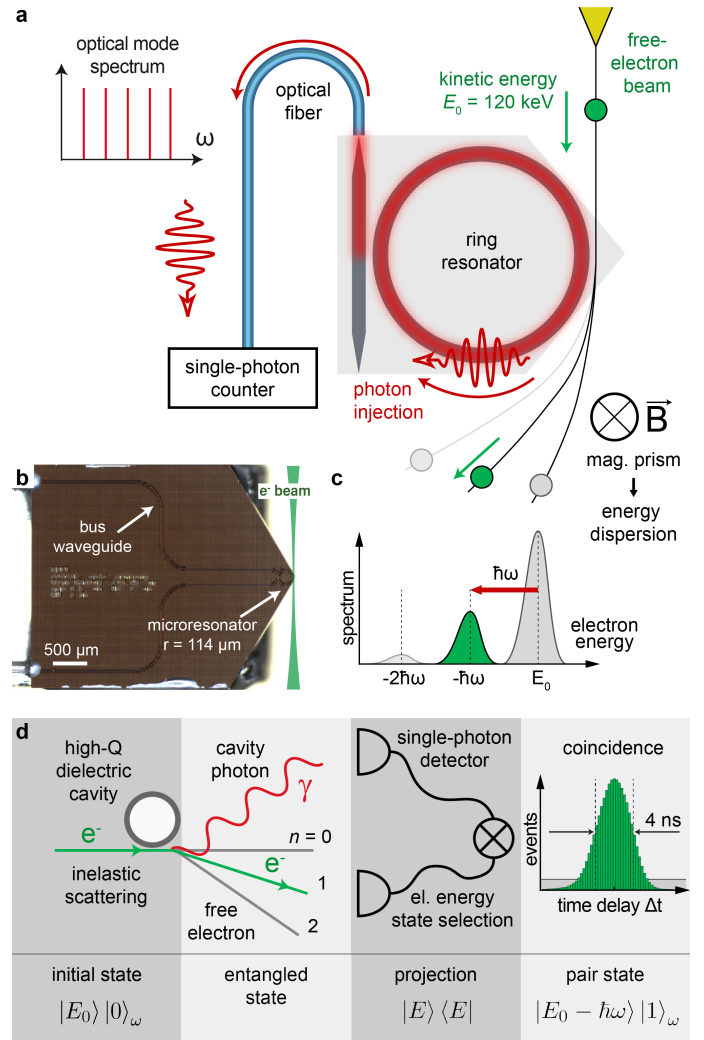 a
optical mode
spectrum
ω
optical
fiber
kinetic energy
E₀ = 120 keV
free-
electron
beam
ring
resonator
single-photon
counter
photon
injection
B
mag. prism
energy
dispersion
b
e⁻ beam
bus
waveguide
microresonator
r = 114 μm
500 μm
c
spectrum
ħω
electron
energy
-2ħω
-ħω
E₀
d
high-Q
dielectric
cavity
e⁻
inelastic
scattering
cavity
photon
γ
n = 0
e⁻
1
2
free
electron
single-photon
detector
el. energy
state selection
coincidence
events
4 ns
time delay Δt
initial state
|E₀⟩ |0⟩ω
entangled
state
projection
|E⟩ ⟨E|
pair state
|E₀ − ħω⟩ |1⟩ω